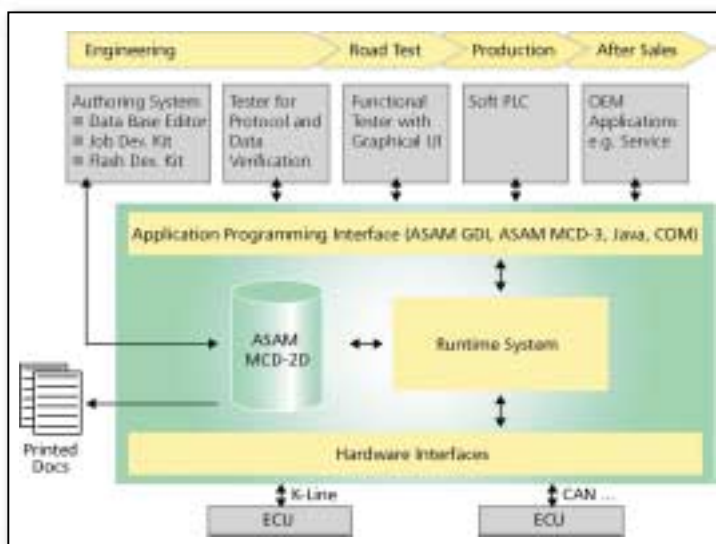 Engineering
Road Test
Production
After Sales
Authoring System
Data Base Editor
Job Dev. Kit
Flash Dev. Kit
Tester for
Protocol and
Data
Verification
Functional
Tester with
Graphical UI
Soft PLC
OEM
Applications
e.g. Service
Application Programming Interface (ASAM GDI, ASAM MCD-3, Java, COM)
ASAM
MCD-2D
Runtime System
Printed
Docs
Hardware Interfaces
K-Line
CAN ...
ECU
ECU